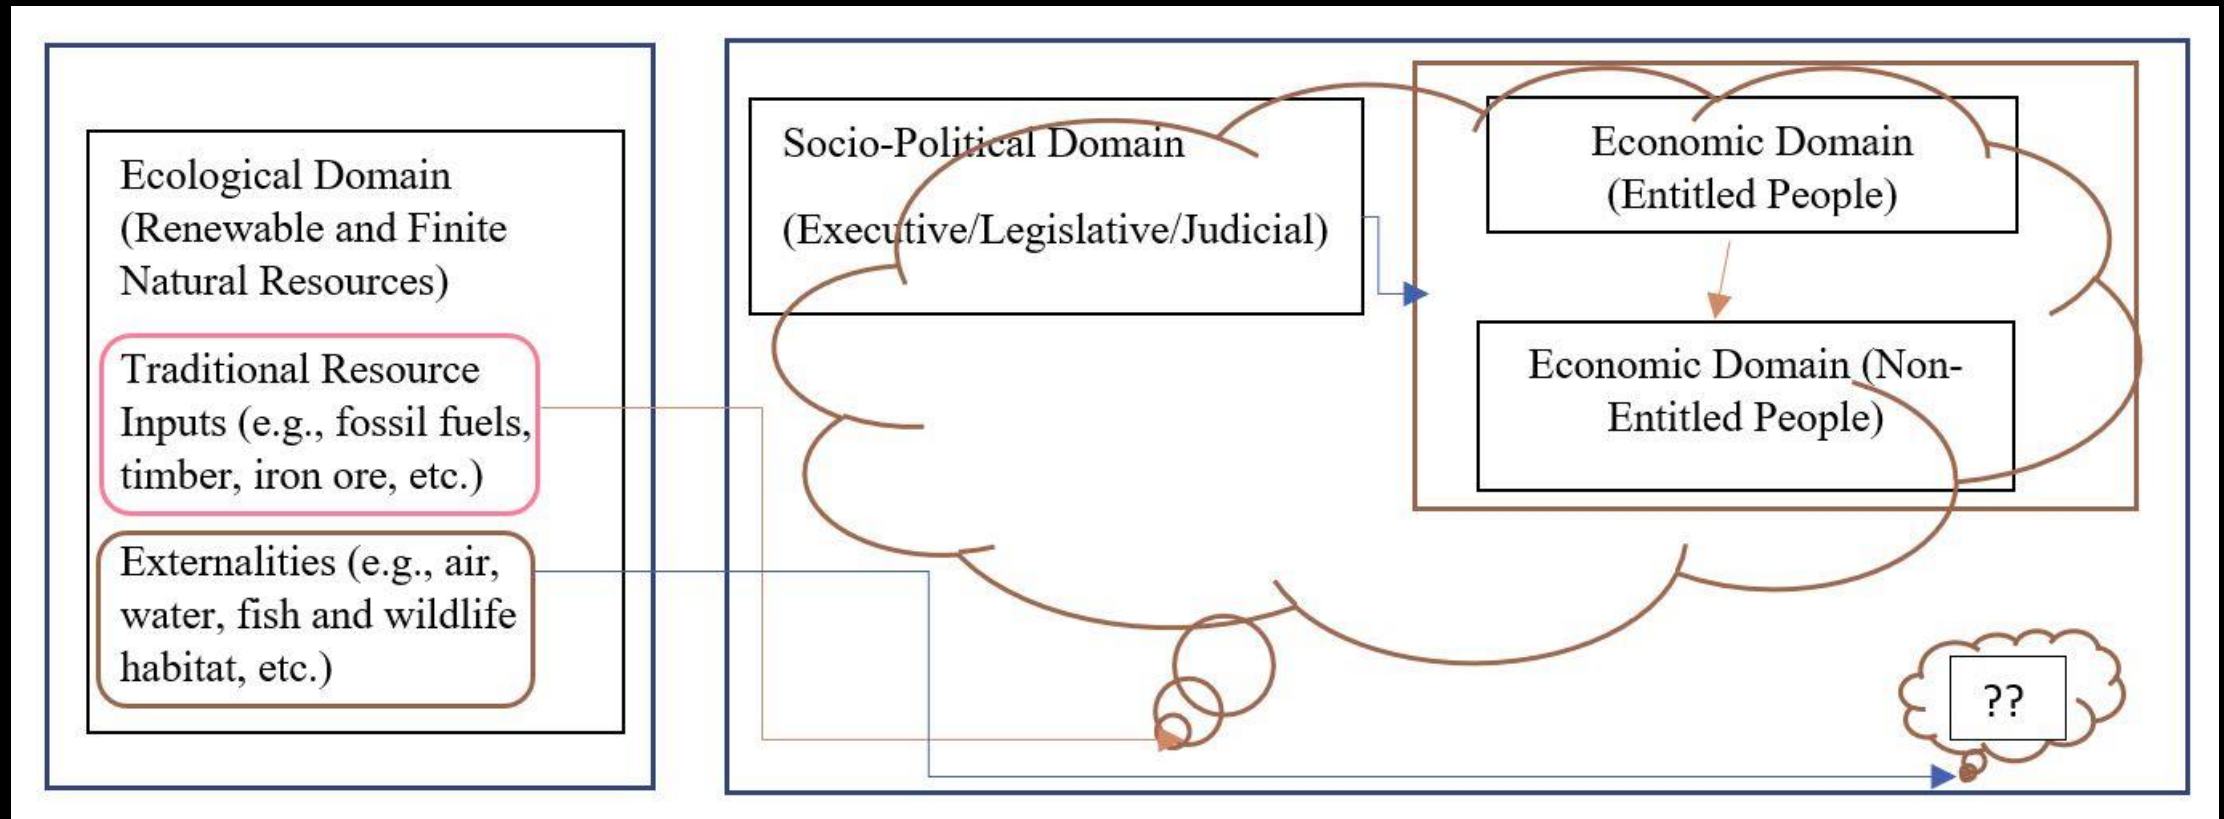 Ecological Domain
(Renewable and Finite
Natural Resources)
Traditional Resource
Inputs (e.g., fossil fuels,
timber, iron ore, etc.)
Externalities (e.g., air,
water, fish and wildlife
habitat, etc.)
Socio-Political Domain
(Executive/Legislative/Judicial)
Economic Domain
(Entitled People)
Economic Domain (Non-
Entitled People)
??